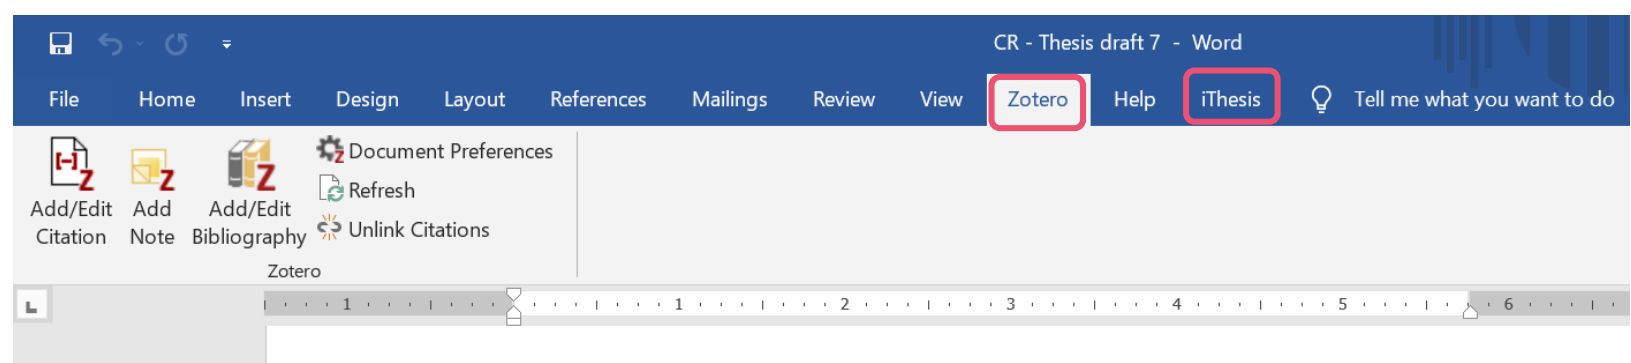 CR - Thesis draft 7 - Word
File Home Insert Design Layout References Mailings Review View Zotero Help iThesis Tell me what you want to do
Add/Edit Citation
Add Note
Add/Edit Bibliography
Document Preferences
Refresh
Unlink Citations
Zotero
1 1 2 3 4 5 6